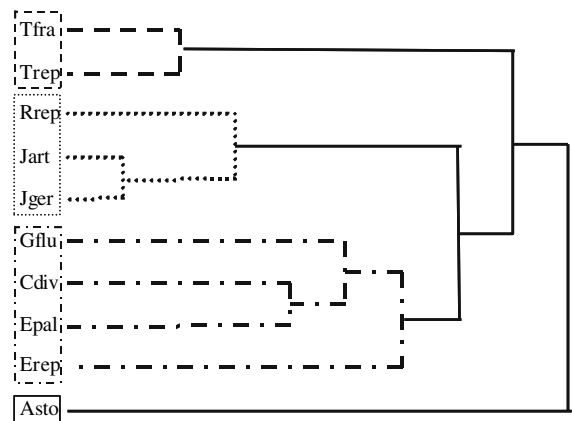 Tfra
Trep
Rrep
Jart
Jger
Gflu
Cdiv
Epal
Erep
Asto